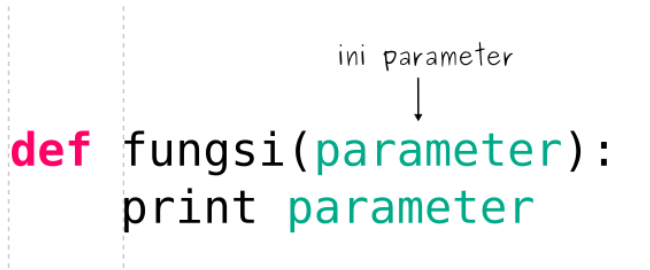 ini parameter
def fungsi(parameter):
print parameter